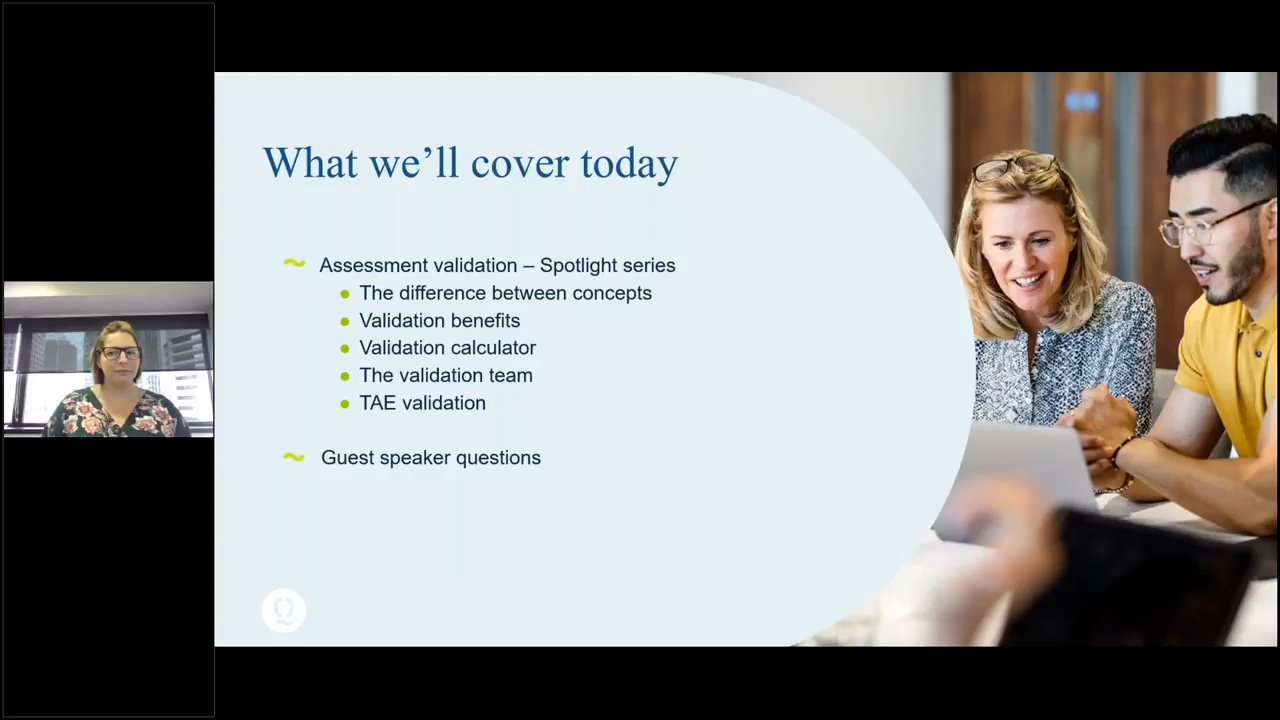 What we’ll cover today
Assessment validation – Spotlight series
The difference between concepts
Validation benefits
Validation calculator
The validation team
TAE validation
Guest speaker questions